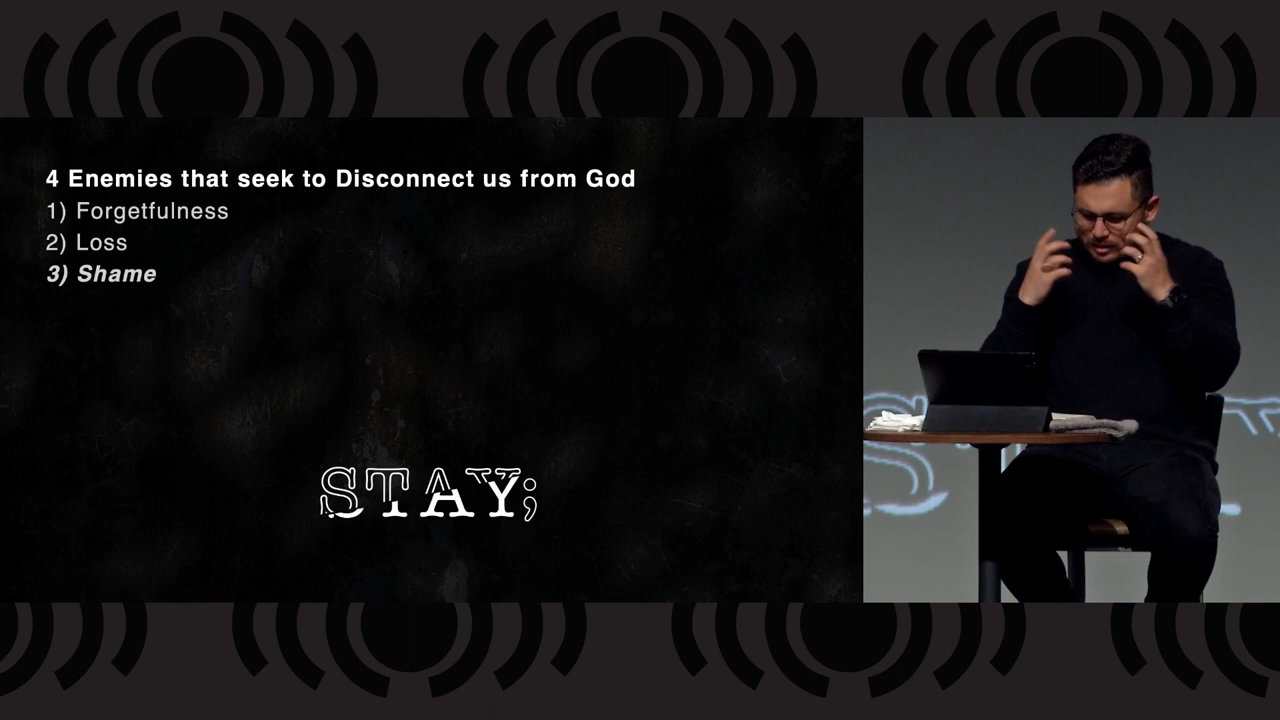 4 Enemies that seek to Disconnect us from God
1) Forgetfulness
2) Loss
3) Shame
STAY;